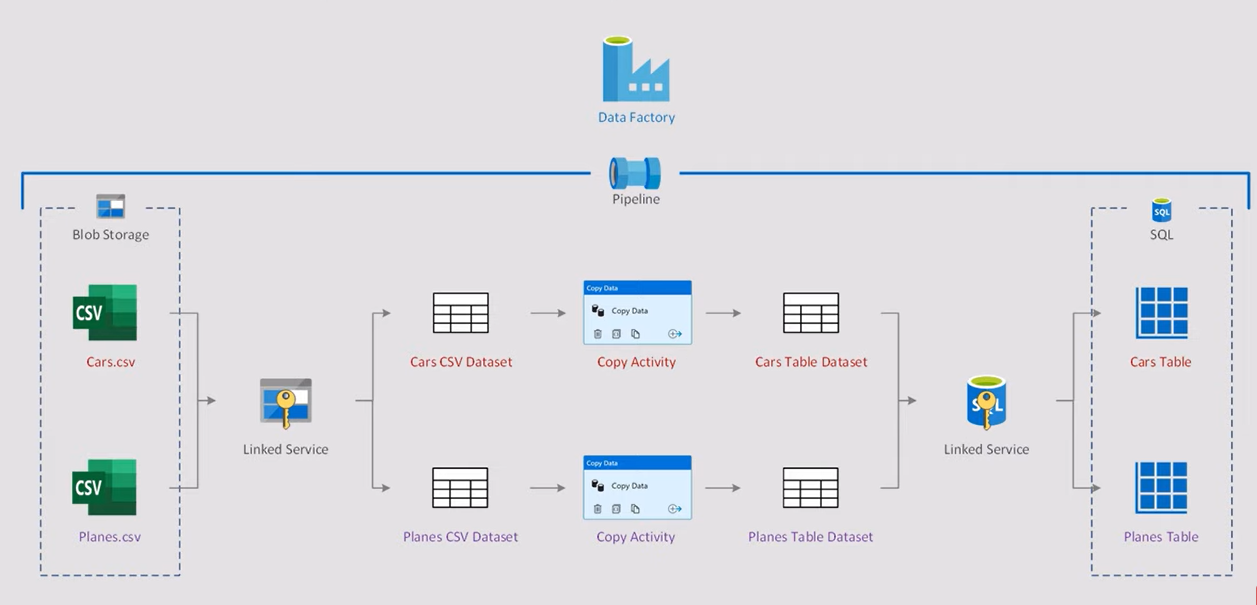 Data Factory
Pipeline
Blob Storage
SQL
SQL
CSV
Cars.csv
Cars CSV Dataset
Copy Data
Copy Data
Copy Activity
Cars Table Dataset
Cars Table
Linked Service
SQL
Linked Service
CSV
Planes.csv
Planes CSV Dataset
Copy Data
Copy Data
Copy Activity
Planes Table Dataset
Planes Table